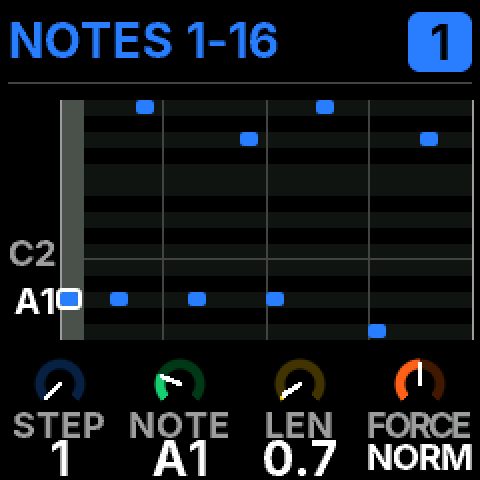 NOTES 1-16 1
C2
A1
STEP NOTE LEN FORCE
1 A1 0.7 NORM